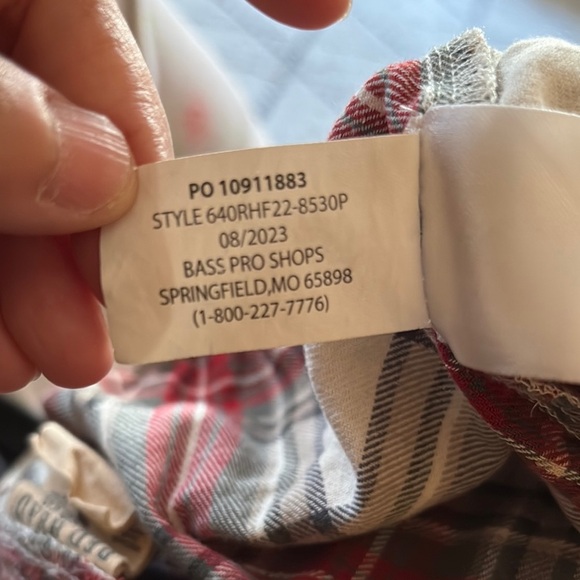 PO 10911883
STYLE 640RHF22-8530P
08/2023
BASS PRO SHOPS
SPRINGFIELD,MO 65898
(1-800-227-7776)